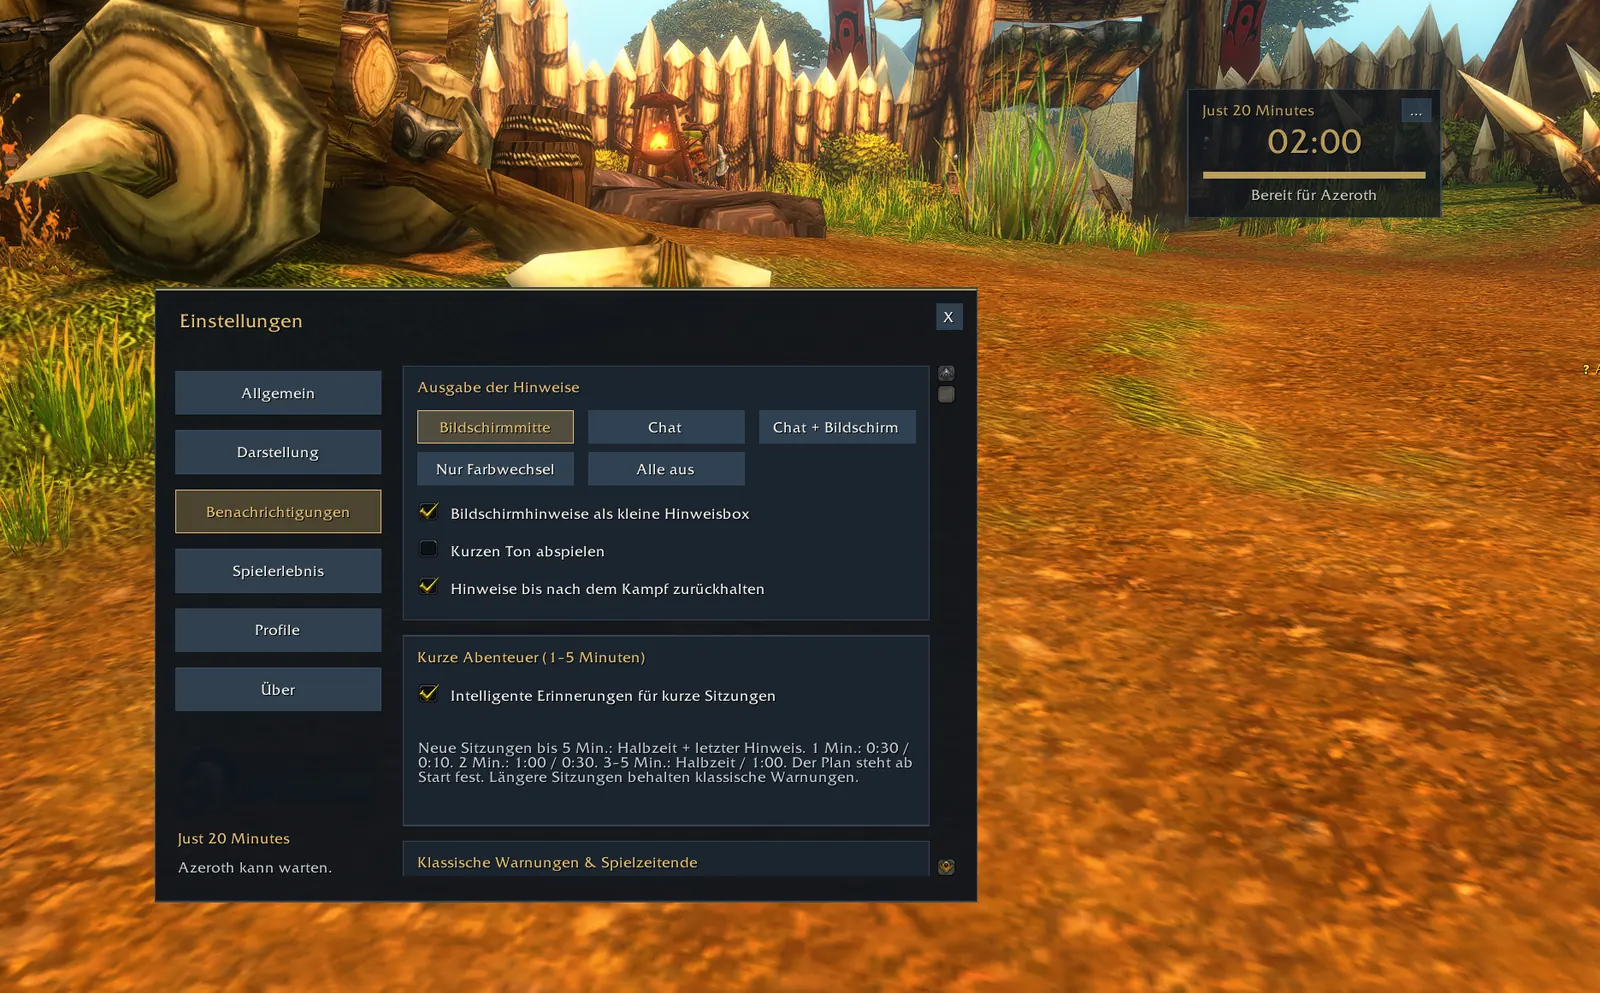 Just 20 Minutes
...
02:00
Bereit für Azeroth
Einstellungen
X
Allgemein
Darstellung
Benachrichtigungen
Spielerlebnis
Profile
Über
Just 20 Minutes
Azeroth kann warten.
Ausgabe der Hinweise
Bildschirmmitte
Chat
Chat + Bildschirm
Nur Farbwechsel
Alle aus
Bildschirmhinweise als kleine Hinweisbox
Kurzen Ton abspielen
Hinweise bis nach dem Kampf zurückhalten
Kurze Abenteuer (1-5 Minuten)
Intelligente Erinnerungen für kurze Sitzungen
Neue Sitzungen bis 5 Min.: Halbzeit + letzter Hinweis. 1 Min.: 0:30 /
0:10. 2 Min.: 1:00 / 0:30. 3-5 Min.: Halbzeit / 1:00. Der Plan steht ab
Start fest. Längere Sitzungen behalten klassische Warnungen.
Klassische Warnungen & Spielzeitende